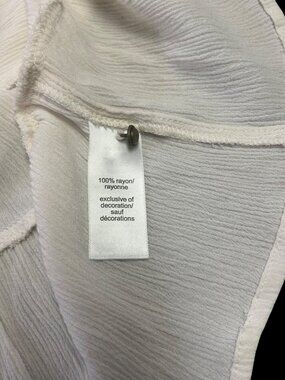 100% rayon/
rayonne
exclusive of
decoration/
sauf
décorations